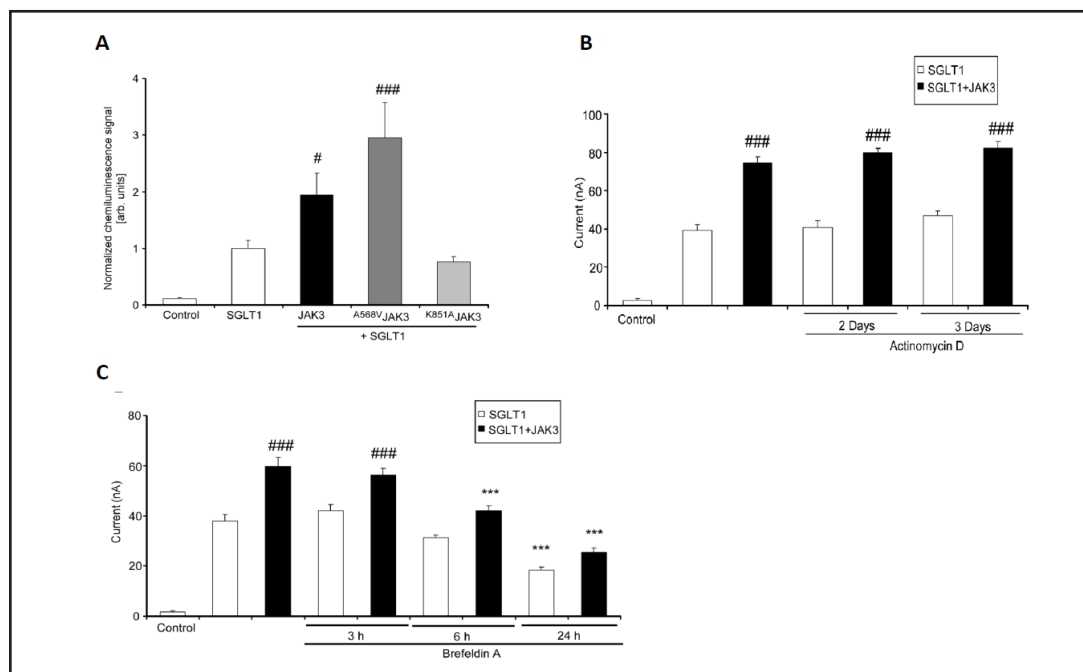 A
Normalized chemiluminescence signal
[arb. units]
4
3
2
1
0
#
###
Control
SGLT1
JAK3
A568VJAK3
K851AJAK3
+ SGLT1
B
SGLT1
SGLT1+JAK3
Current (nA)
100
80
60
40
20
0
###
###
###
Control
2 Days
3 Days
Actinomycin D
C
SGLT1
SGLT1+JAK3
Current (nA)
80
60
40
20
0
###
###
***
***
***
Control
3 h
6 h
24 h
Brefeldin A